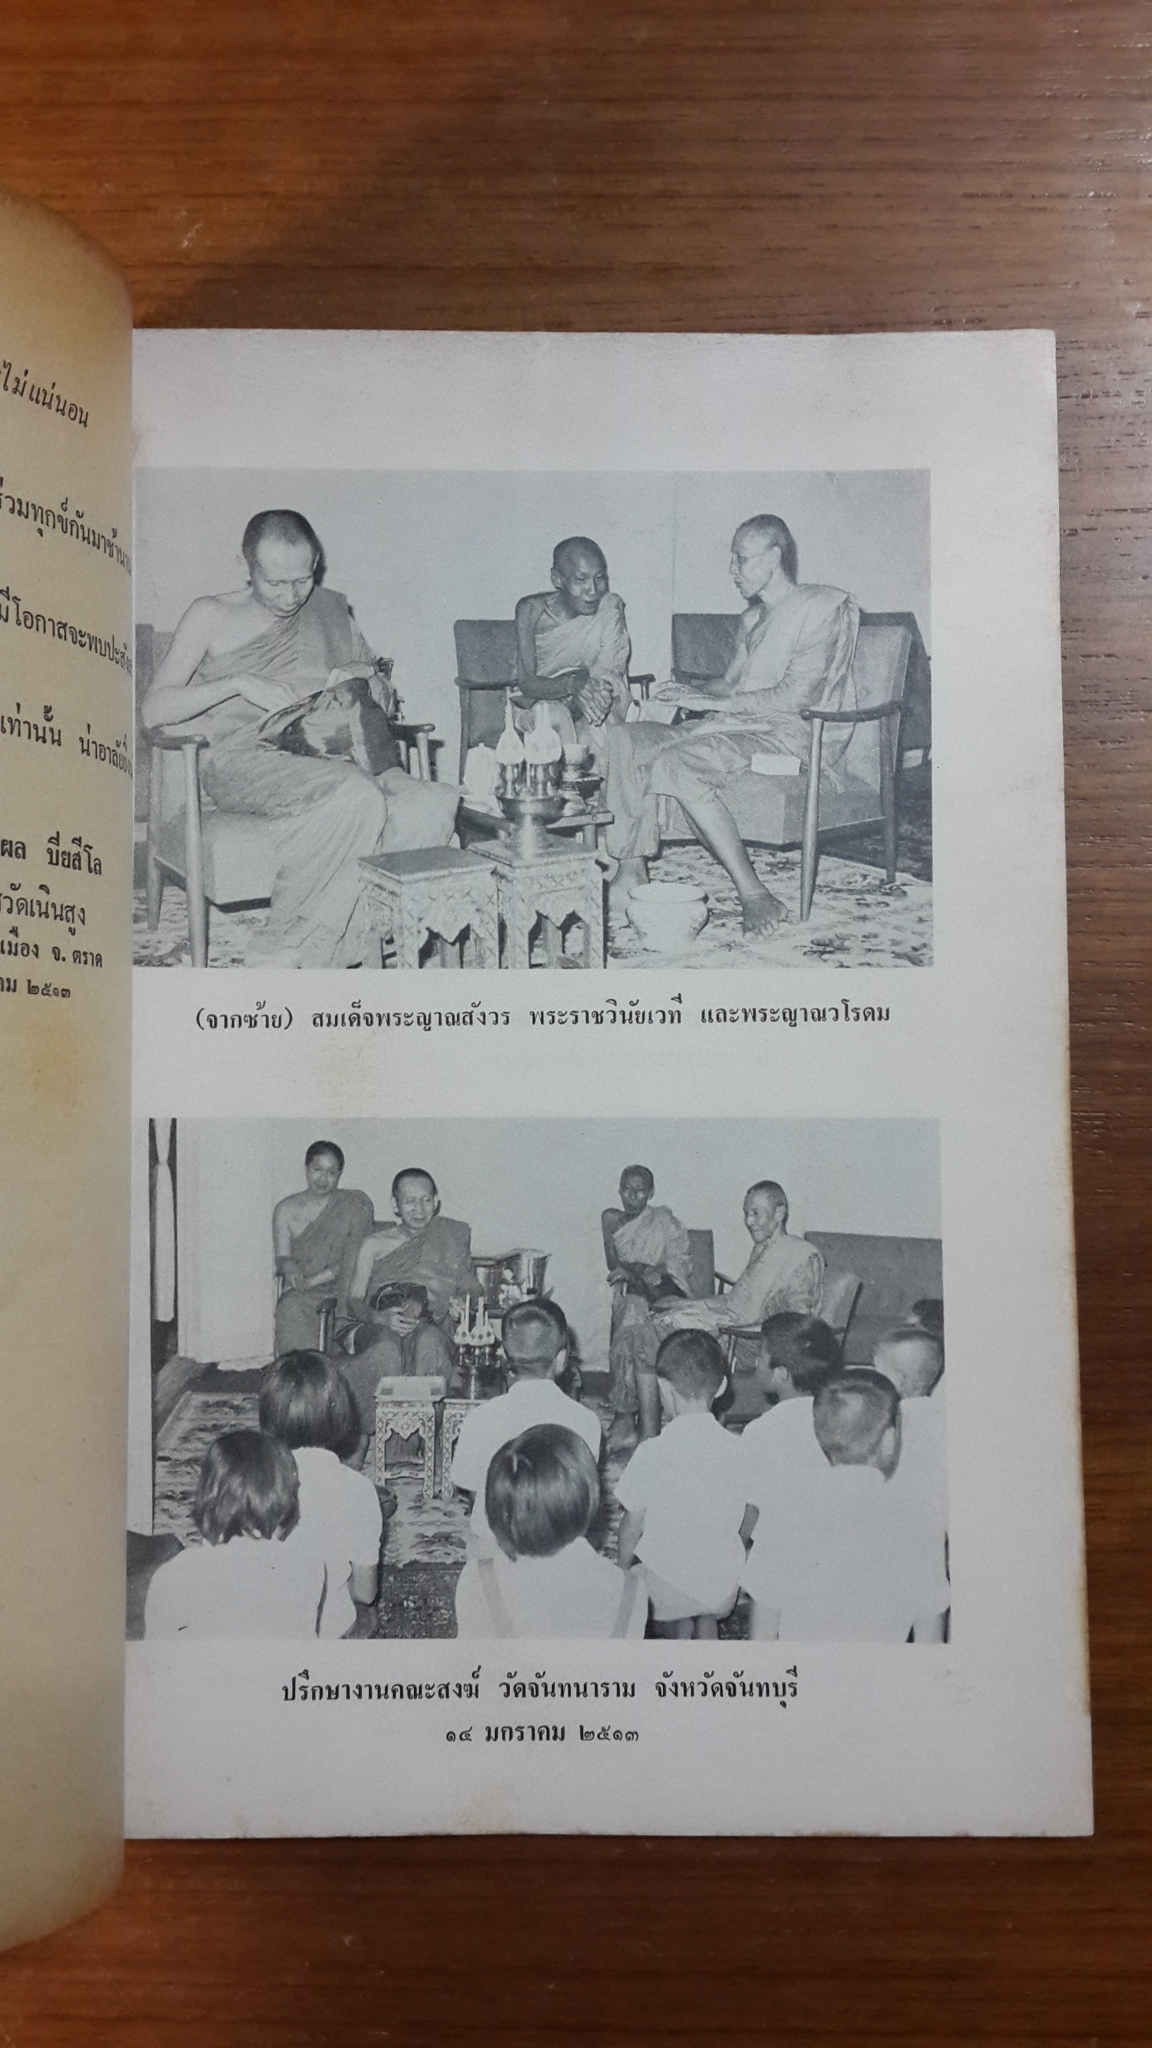 ไม่แน่นอน
ร่วมทุกข์กันมาช้านาน
มีโอกาสจะพบปะ
เท่านั้น น่าอาลัย
ผล ปิยสีโล
วัดเนินสูง
เมือง จ. ตราด
๒๕๑๓
(จากซ้าย) สมเด็จพระญาณสังวร พระราชวินัยเวที และพระญาณวโรดม
ปรึกษางานคณะสงฆ์ วัดจันทนาราม จังหวัดจันทบุรี
๑๔ มกราคม ๒๕๑๓